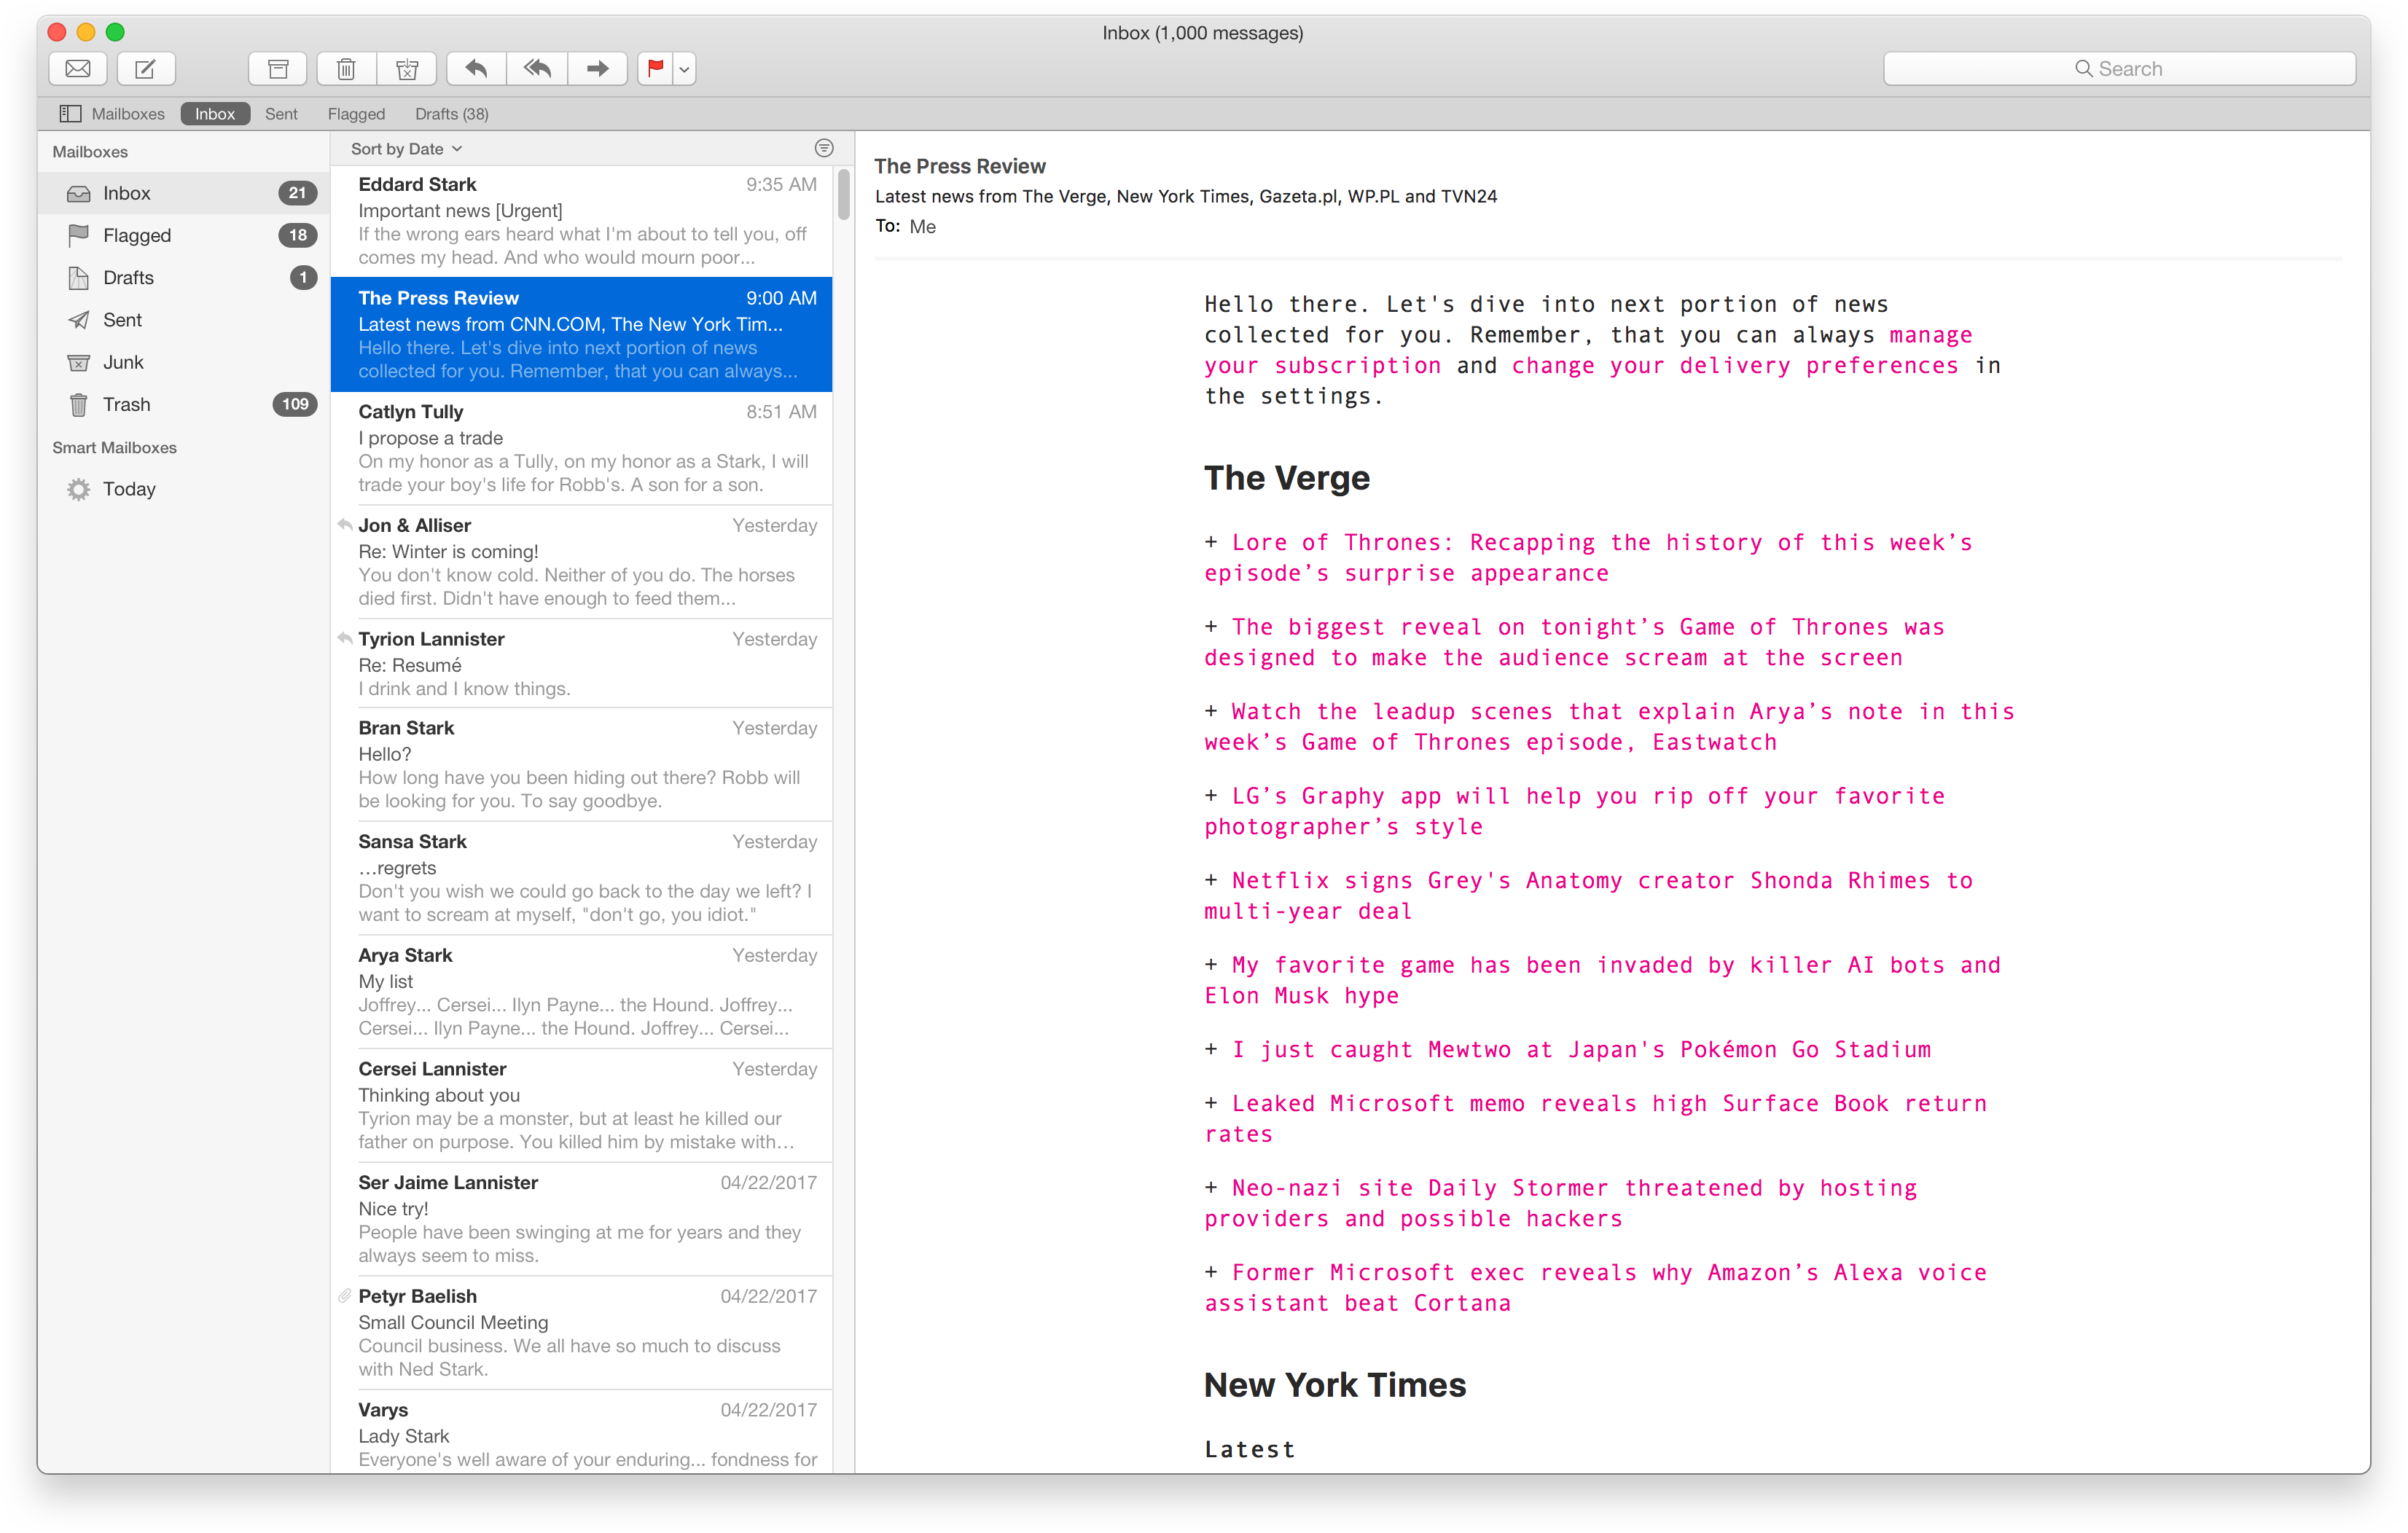 Inbox (1,000 messages)
Search
Mailboxes
Inbox
Sent
Flagged
Drafts (38)
Mailboxes
Inbox 21
Flagged 18
Drafts 1
Sent
Junk
Trash 109
Smart Mailboxes
Today
Sort by Date
Eddard Stark 9:35 AM
Important news [Urgent]
If the wrong ears heard what I'm about to tell you, off
comes my head. And who would mourn poor...
The Press Review 9:00 AM
Latest news from CNN.COM, The New York Tim...
Hello there. Let's dive into next portion of news
collected for you. Remember, that you can always...
Catlyn Tully 8:51 AM
I propose a trade
On my honor as a Tully, on my honor as a Stark, I will
trade your boy's life for Robb's. A son for a son.
Jon & Alliser Yesterday
Re: Winter is coming!
You don't know cold. Neither of you do. The horses
died first. Didn't have enough to feed them...
Tyrion Lannister Yesterday
Re: Resumé
I drink and I know things.
Bran Stark Yesterday
Hello?
How long have you been hiding out there? Robb will
be looking for you. To say goodbye.
Sansa Stark Yesterday
...regrets
Don't you wish we could go back to the day we left? I
want to scream at myself, "don't go, you idiot."
Arya Stark Yesterday
My list
Joffrey... Cersei... Ilyn Payne... the Hound. Joffrey...
Cersei... Ilyn Payne... the Hound. Joffrey... Cersei...
Cersei Lannister Yesterday
Thinking about you
Tyrion may be a monster, but at least he killed our
father on purpose. You killed him by mistake with...
Ser Jaime Lannister 04/22/2017
Nice try!
People have been swinging at me for years and they
always seem to miss.
Petyr Baelish 04/22/2017
Small Council Meeting
Council business. We all have so much to discuss
with Ned Stark.
Varys 04/22/2017
Lady Stark
Everyone's well aware of your enduring... fondness for
The Press Review
Latest news from The Verge, New York Times, Gazeta.pl, WP.PL and TVN24
To: Me
Hello there. Let's dive into next portion of news
collected for you. Remember, that you can always manage
your subscription and change your delivery preferences in
the settings.
The Verge
+ Lore of Thrones: Recapping the history of this week’s
episode’s surprise appearance
+ The biggest reveal on tonight’s Game of Thrones was
designed to make the audience scream at the screen
+ Watch the leadup scenes that explain Arya’s note in this
week’s Game of Thrones episode, Eastwatch
+ LG’s Graphy app will help you rip off your favorite
photographer’s style
+ Netflix signs Grey's Anatomy creator Shonda Rhimes to
multi-year deal
+ My favorite game has been invaded by killer AI bots and
Elon Musk hype
+ I just caught Mewtwo at Japan's Pokémon Go Stadium
+ Leaked Microsoft memo reveals high Surface Book return
rates
+ Neo-nazi site Daily Stormer threatened by hosting
providers and possible hackers
+ Former Microsoft exec reveals why Amazon’s Alexa voice
assistant beat Cortana
New York Times
Latest